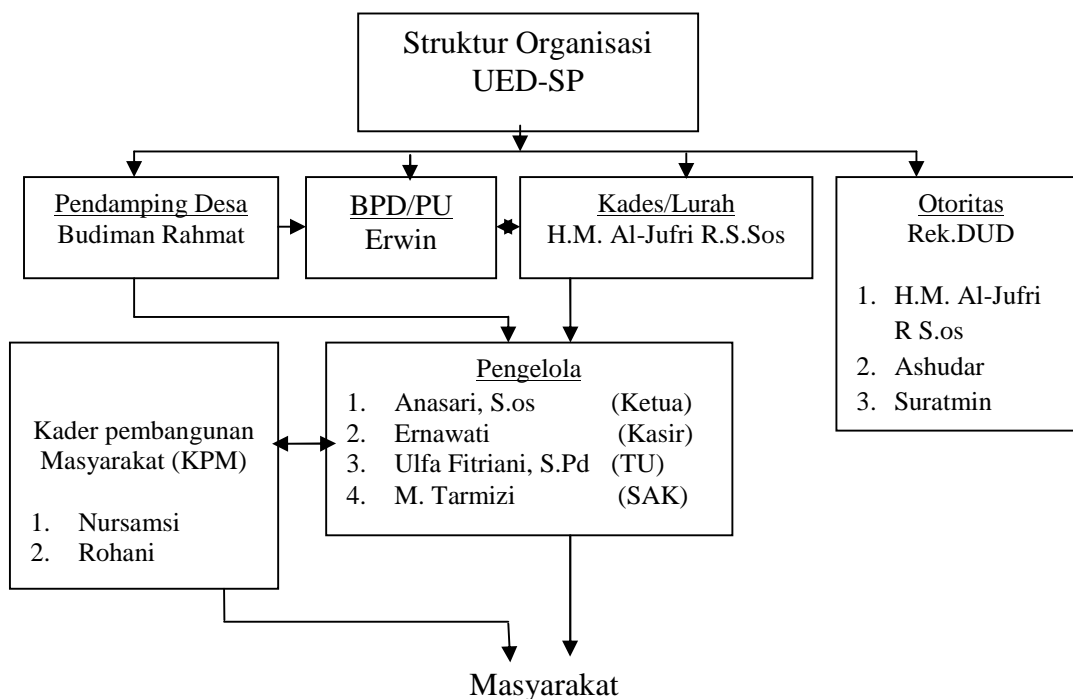 Struktur Organisasi
UED-SP
Pendamping Desa
Budiman Rahmat
BPD/PU
Erwin
Kades/Lurah
H.M. Al-Jufri R.S.Sos
Otoritas
Rek.DUD
1. H.M. Al-Jufri
R S.os
2. Ashudar
3. Suratmin
Kader pembangunan
Masyarakat (KPM)
1. Nursamsi
2. Rohani
Pengelola
1. Anasari, S.os (Ketua)
2. Ernawati (Kasir)
3. Ulfa Fitriani, S.Pd (TU)
4. M. Tarmizi (SAK)
Masyarakat